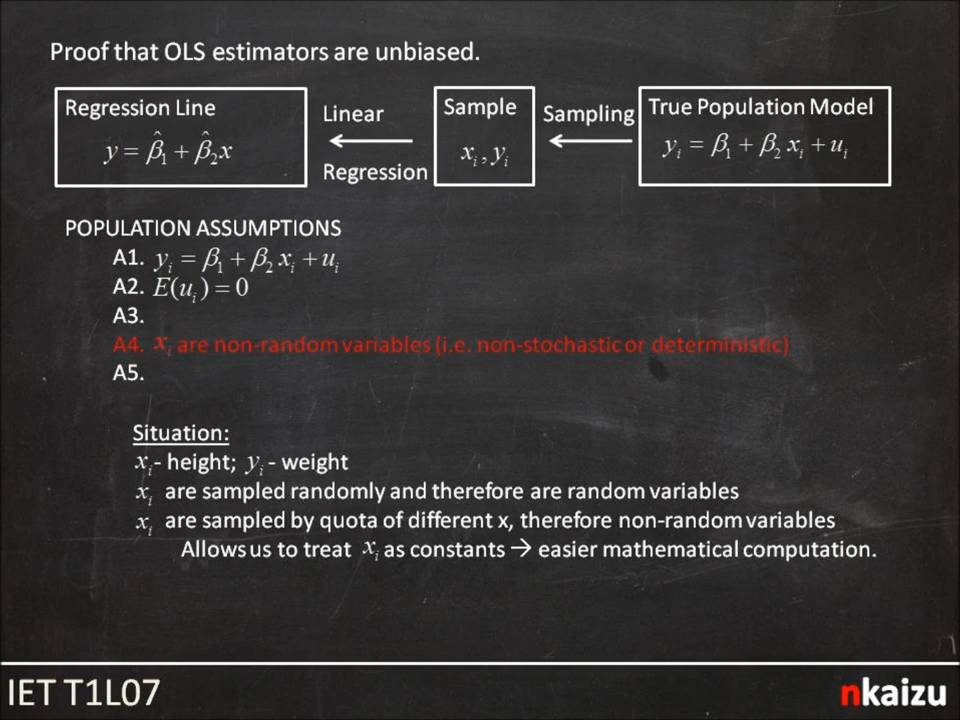 Proof that OLS estimators are unbiased.
Regression Line
y = β̂₁ + β̂₂x
Linear
Regression
Sample
xᵢ, yᵢ
Sampling
True Population Model
yᵢ = β₁ + β₂ xᵢ + uᵢ
POPULATION ASSUMPTIONS
A1. yᵢ = β₁ + β₂ xᵢ + uᵢ
A2. E(uᵢ) = 0
A3.
A4. xᵢ are non-random variables (i.e. non-stochastic or deterministic)
A5.
Situation:
xᵢ - height; yᵢ - weight
xᵢ are sampled randomly and therefore are random variables
xᵢ are sampled by quota of different x, therefore non-random variables
Allows us to treat xᵢ as constants → easier mathematical computation.
IET T1L07
nkaizu